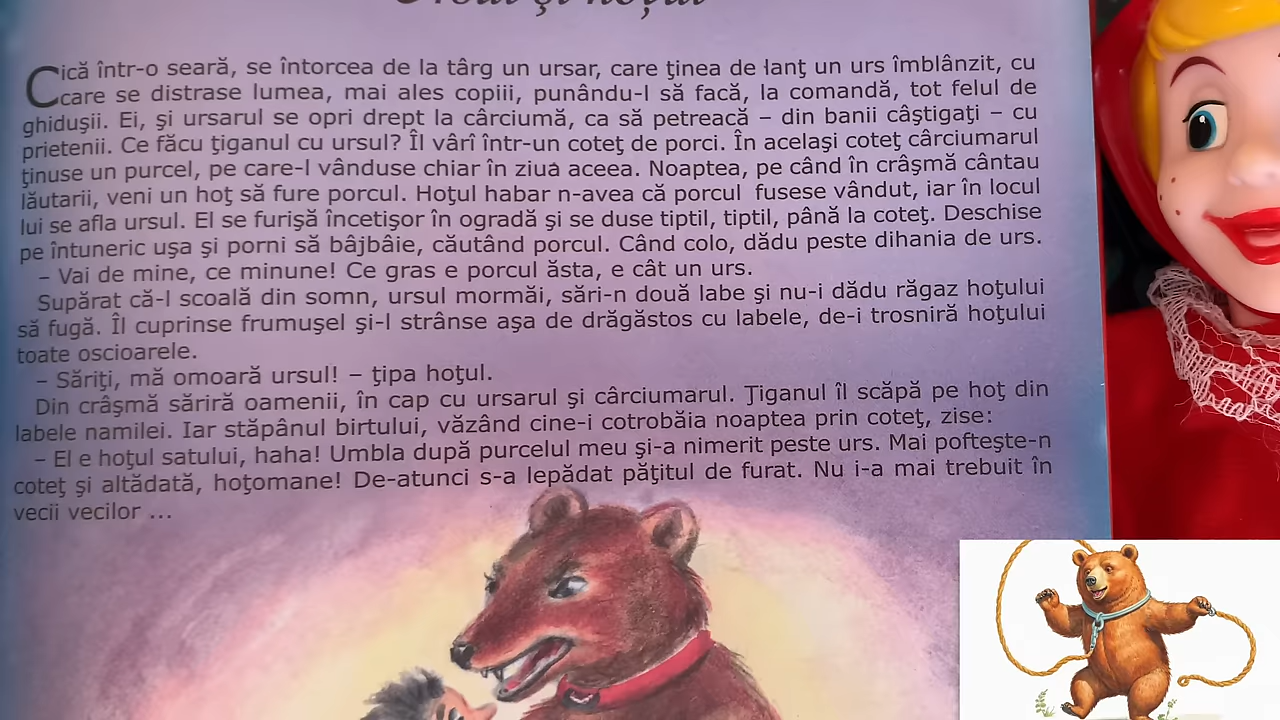 Ursul şi hoţul
Cică într-o seară, se întorcea de la târg un ursar, care ţinea de lanţ un urs îmblânzit, cu
care se distrase lumea, mai ales copiii, punându-l să facă, la comandă, tot felul de
ghiduşii. Ei, şi ursarul se opri drept la cârciumă, ca să petreacă – din banii câştigaţi – cu
prietenii. Ce făcu ţiganul cu ursul? Îl vârî într-un coteţ de porci. În acelaşi coteţ cârciumarul
ţinuse un purcel, pe care-l vânduse chiar în ziua aceea. Noaptea, pe când în crâşmă cântau
lăutarii, veni un hoţ să fure porcul. Hoţul habar n-avea că porcul fusese vândut, iar în locul
lui se afla ursul. El se furişă încetişor în ogradă şi se duse tiptil, tiptil, până la coteţ. Deschise
pe întuneric uşa şi porni să bâjbâie, căutând porcul. Când colo, dădu peste dihania de urs.
– Vai de mine, ce minune! Ce gras e porcul ăsta, e cât un urs.
Supărat că-l scoală din somn, ursul mormăi, sări-n două labe şi nu-i dădu răgaz hoţului
să fugă. Îl cuprinse frumuşel şi-l strânse aşa de drăgăstos cu labele, de-i trosniră hoţului
toate oscioarele.
– Săriţi, mă omoară ursul! – ţipa hoţul.
Din crâşmă săriră oamenii, în cap cu ursarul şi cârciumarul. Ţiganul îl scăpă pe hoţ din
labele namilei. Iar stăpânul birtului, văzând cine-i cotrobăia noaptea prin coteţ, zise:
– El e hoţul satului, haha! Umbla după purcelul meu şi-a nimerit peste urs. Mai pofteşte-n
coteţ şi altădată, hoţomane! De-atunci s-a lepădat păţitul de furat. Nu i-a mai trebuit în
vecii vecilor ...